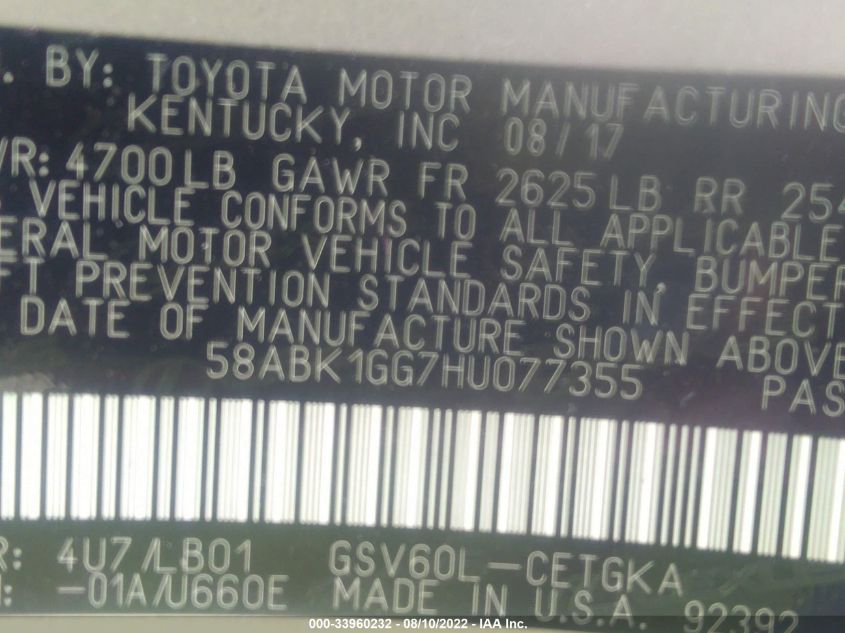 . BY: TOYOTA MOTOR MANUFACTURING
KENTUCKY, INC 08/17
VR: 4700LB GAWR FR 2625LB RR 254
VEHICLE CONFORMS TO ALL APPLICABLE
ERAL MOTOR VEHICLE SAFETY, BUMPER
FT PREVENTION STANDARDS IN EFFECT
DATE OF MANUFACTURE SHOWN ABOVE
58ABK1GG7HU077355 PAS
R: 4U7/LB01 GSV60L-CETGKA
: -01A/U660E MADE IN U.S.A. 92392
000-33960232 - 08/10/2022 - IAA, Inc.